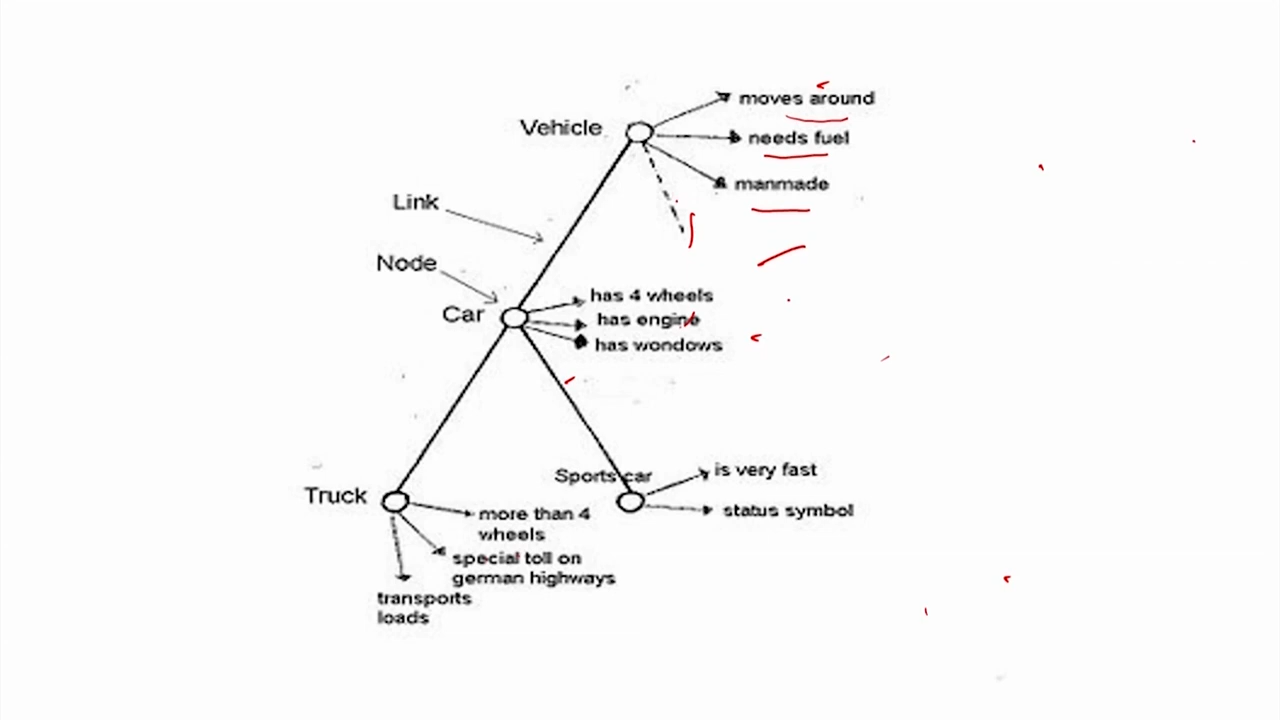 moves around
Vehicle
needs fuel
manmade
Link
Node
has 4 wheels
Car
has engine
has wondows
Sports car
is very fast
Truck
status symbol
more than 4
wheels
special toll on
german highways
transports
loads